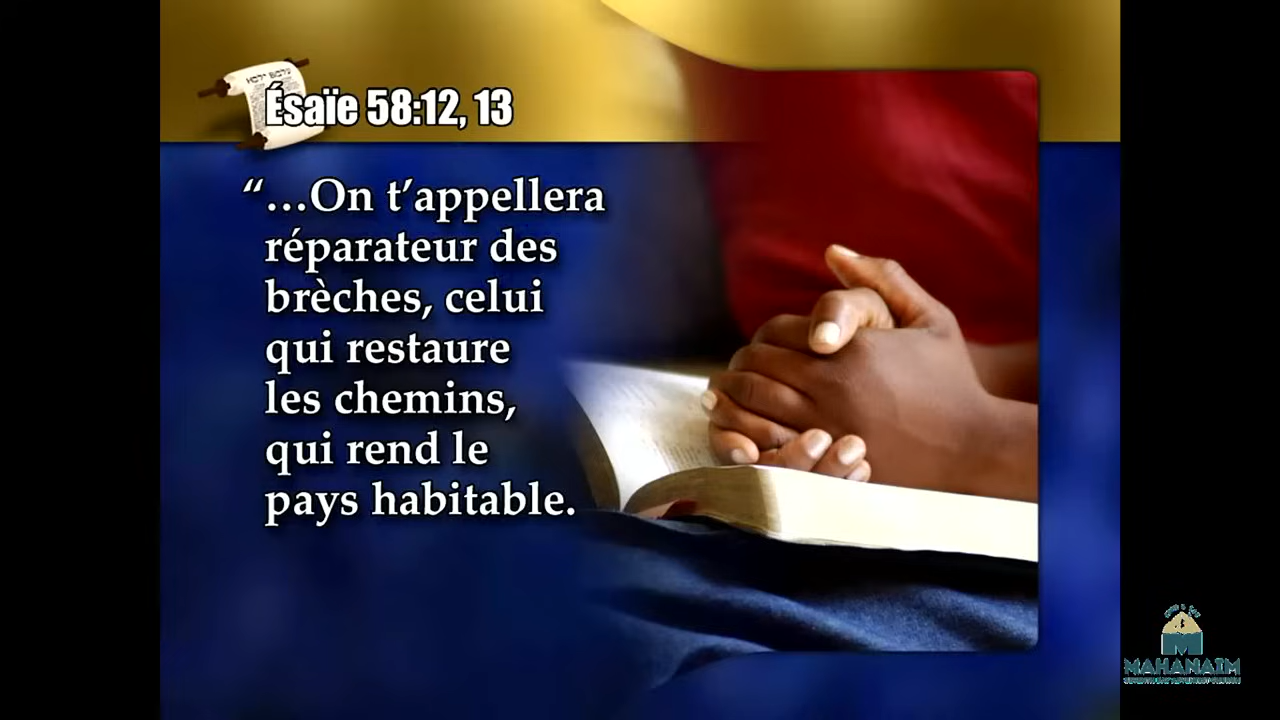 Ésaïe 58:12, 13
“…On t’appellera
réparateur des
brèches, celui
qui restaure
les chemins,
qui rend le
pays habitable.
MAHANAIM